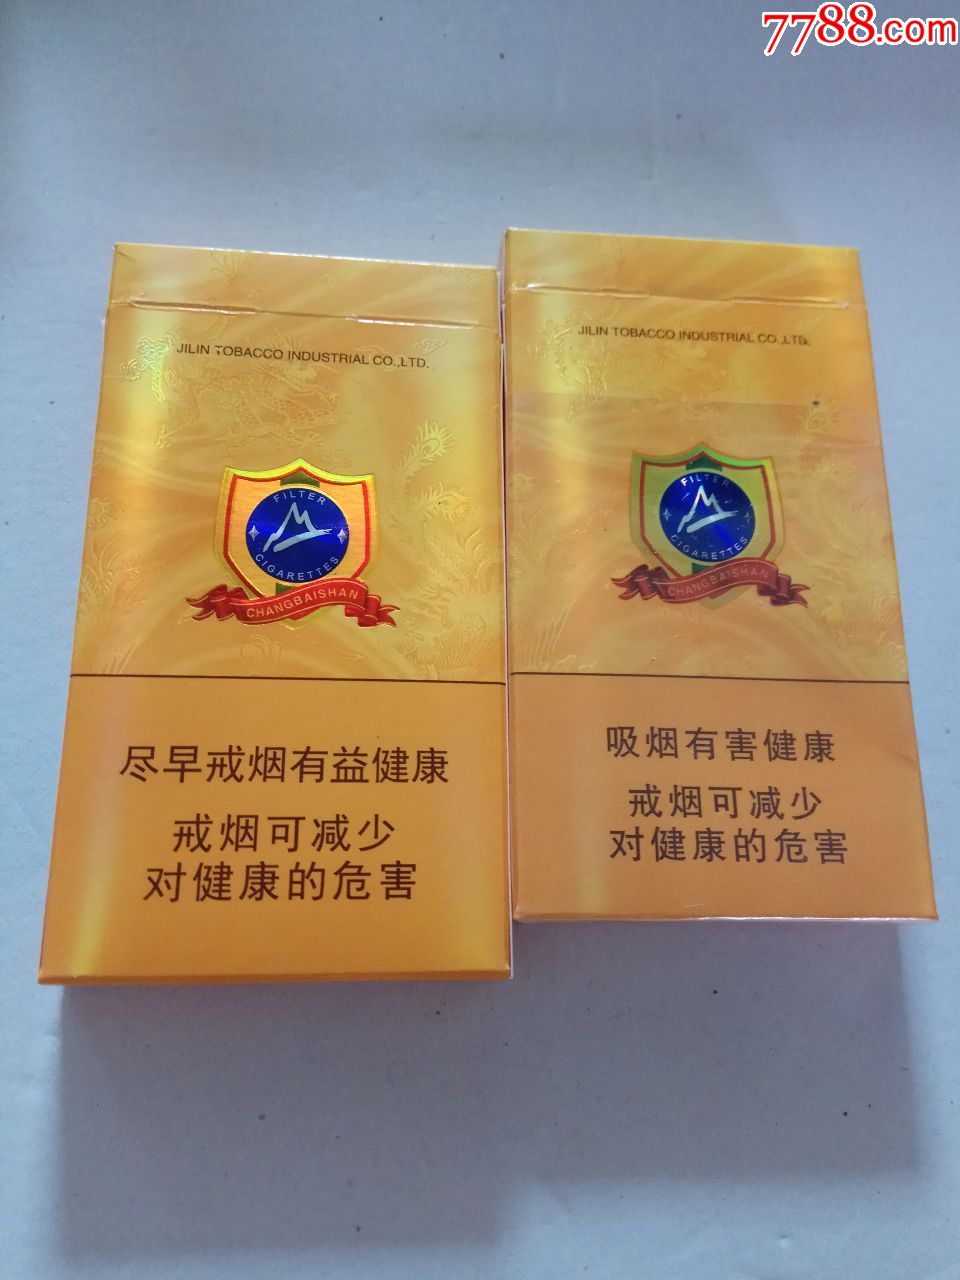 7788.com
JILIN TOBACCO INDUSTRIAL CO.,LTD.
FILTER
CIGARETTES
CHANGBAISHAN
尽早戒烟有益健康
戒烟可减少
对健康的危害
JILIN TOBACCO INDUSTRIAL CO.,LTD.
FILTER
CIGARETTES
CHANGBAISHAN
吸烟有害健康
戒烟可减少
对健康的危害